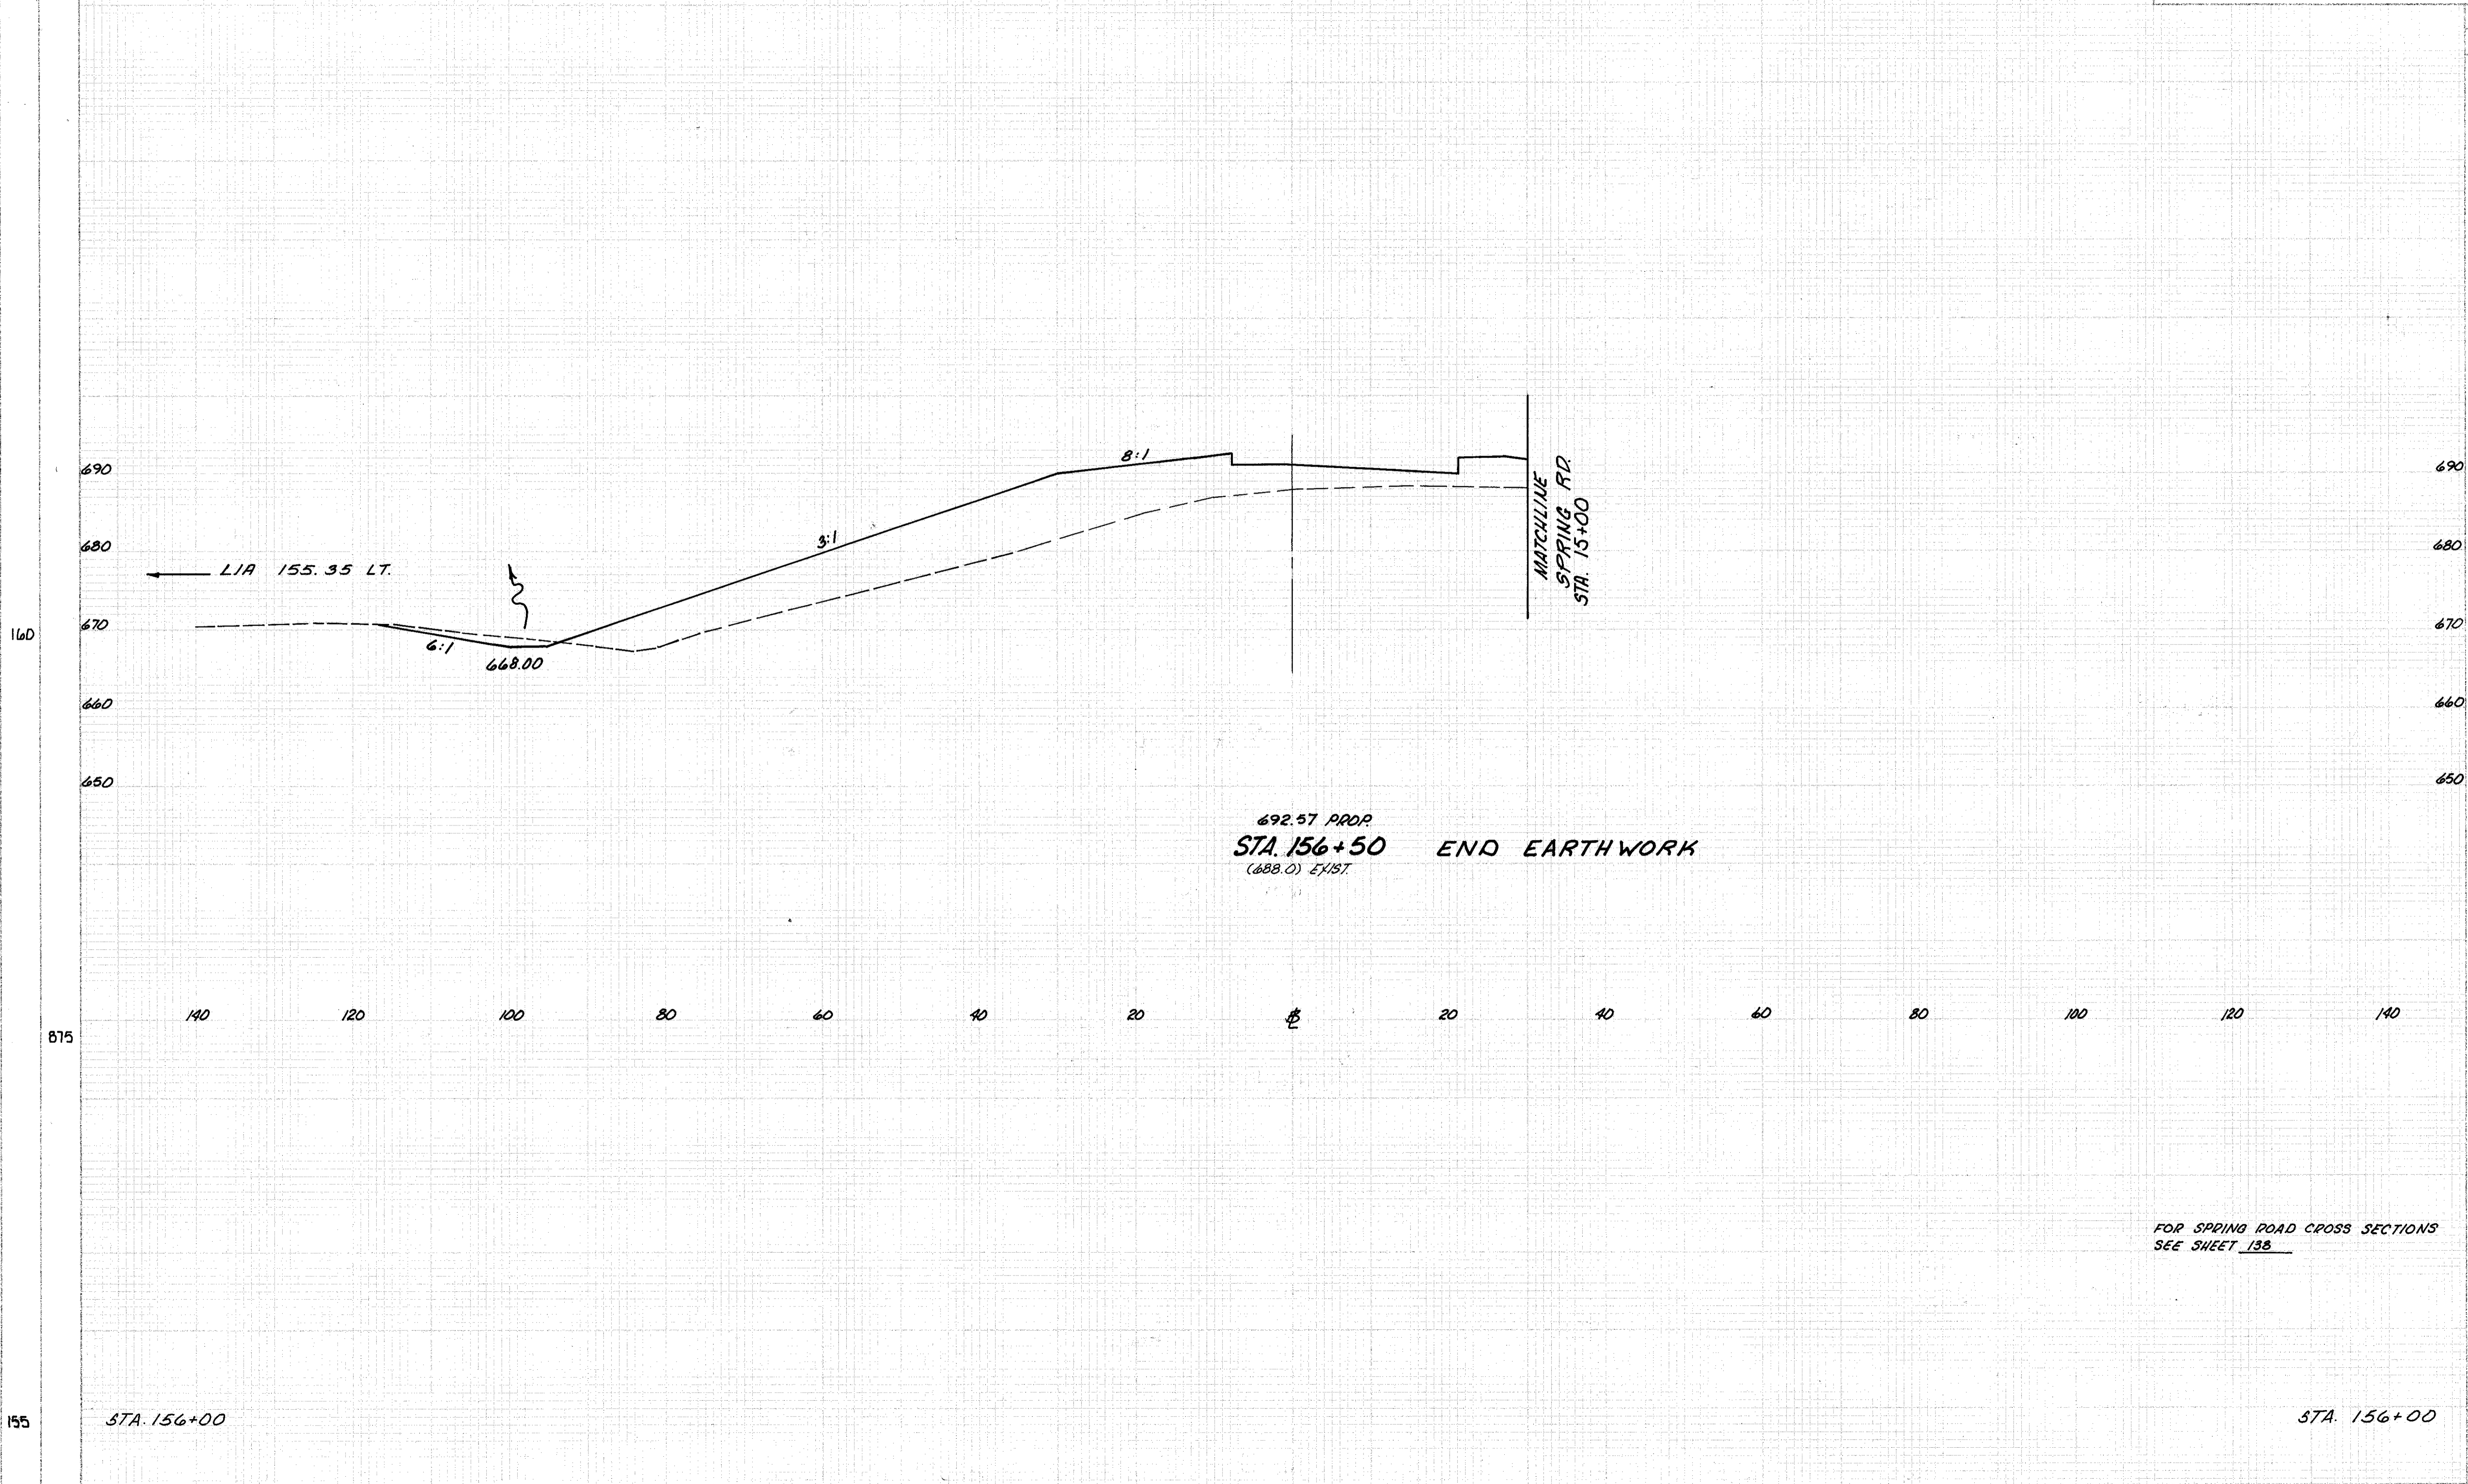 8:1
690
690
3:1
680
680
MATCHLINE
SPRING RD.
STA. 15+00
LIA 155.35 LT.
160
670
670
6:1
668.00
660
660
650
650
692.57 PROP.
STA. 156+50 END EARTHWORK
(688.0) EXIST.
140 120 100 80 60 40 20 ℄ 20 40 60 80 100 120 140
875
FOR SPRING ROAD CROSS SECTIONS
SEE SHEET 138
155
STA. 156+00
STA. 156+00